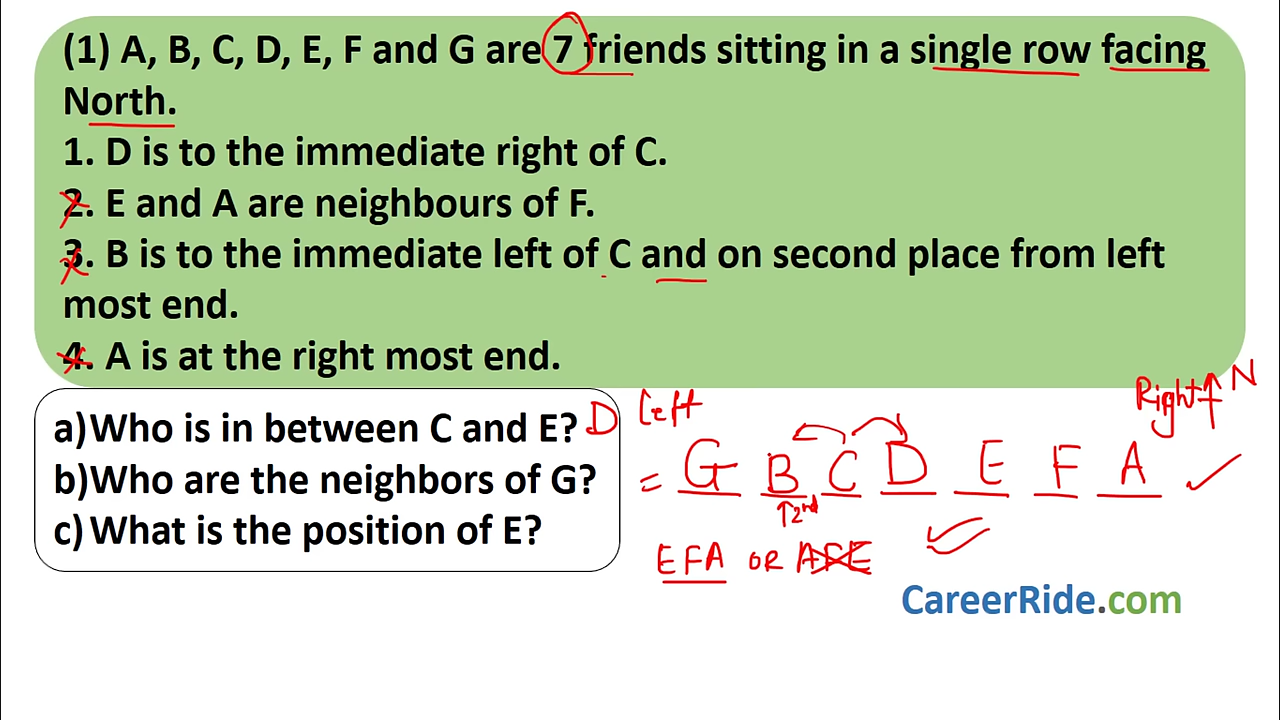 (1) A, B, C, D, E, F and G are 7 friends sitting in a single row facing
North.
1. D is to the immediate right of C.
2. E and A are neighbours of F.
3. B is to the immediate left of C and on second place from left
most end.
4. A is at the right most end.
a)Who is in between C and E? D
b)Who are the neighbors of G?
c)What is the position of E?
Left
Right N
= G B C D E F A
2nd
EFA OR AFE
CareerRide.com